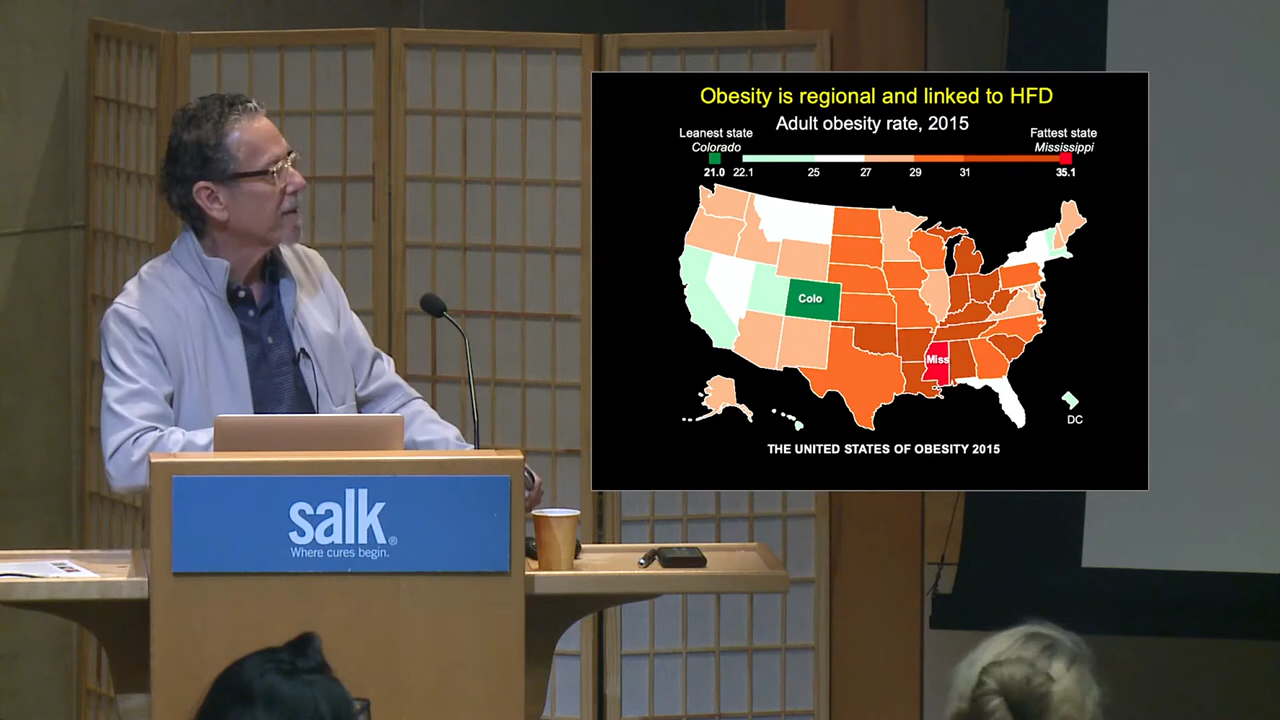 Obesity is regional and linked to HFD
Adult obesity rate, 2015
Leanest state
Colorado
Fattest state
Mississippi
21.0 22.1 25 27 29 31 35.1
Colo
Miss
DC
THE UNITED STATES OF OBESITY 2015
salk®
Where cures begin.